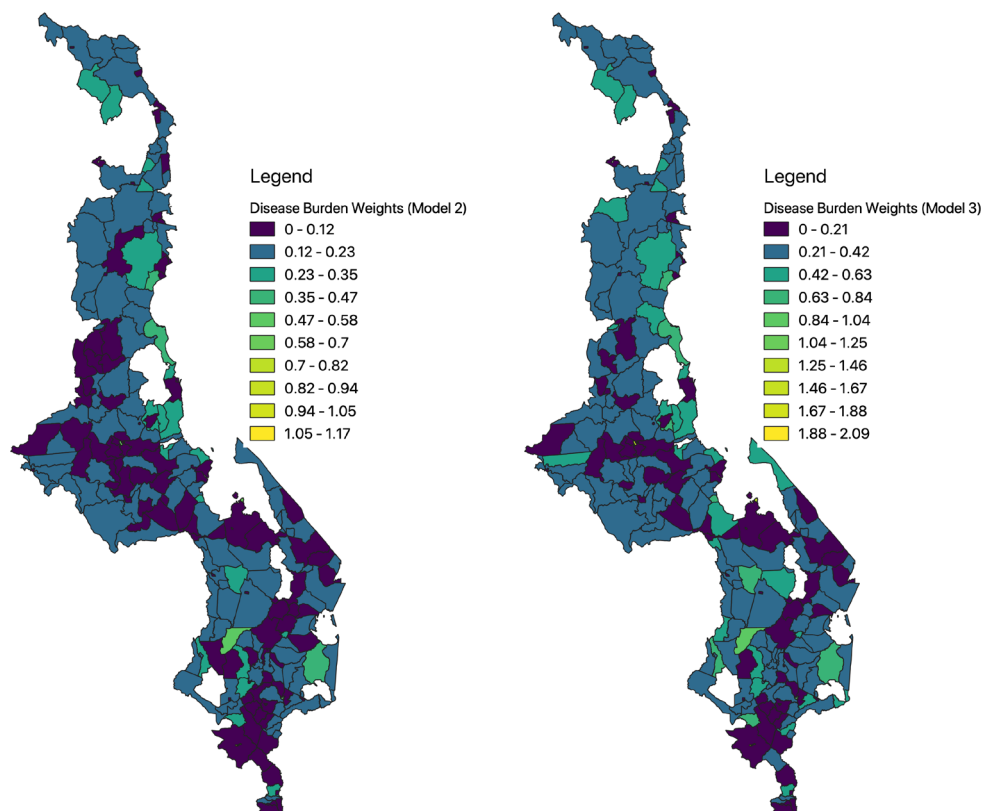 Legend
Disease Burden Weights (Model 2)
0 - 0.12
0.12 - 0.23
0.23 - 0.35
0.35 - 0.47
0.47 - 0.58
0.58 - 0.7
0.7 - 0.82
0.82 - 0.94
0.94 - 1.05
1.05 - 1.17
Legend
Disease Burden Weights (Model 3)
0 - 0.21
0.21 - 0.42
0.42 - 0.63
0.63 - 0.84
0.84 - 1.04
1.04 - 1.25
1.25 - 1.46
1.46 - 1.67
1.67 - 1.88
1.88 - 2.09